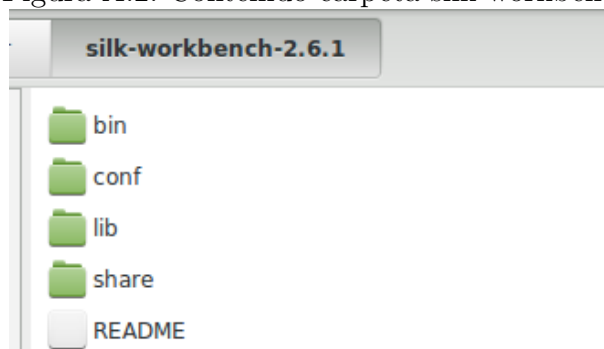 silk-workbench-2.6.1
bin
conf
lib
share
README